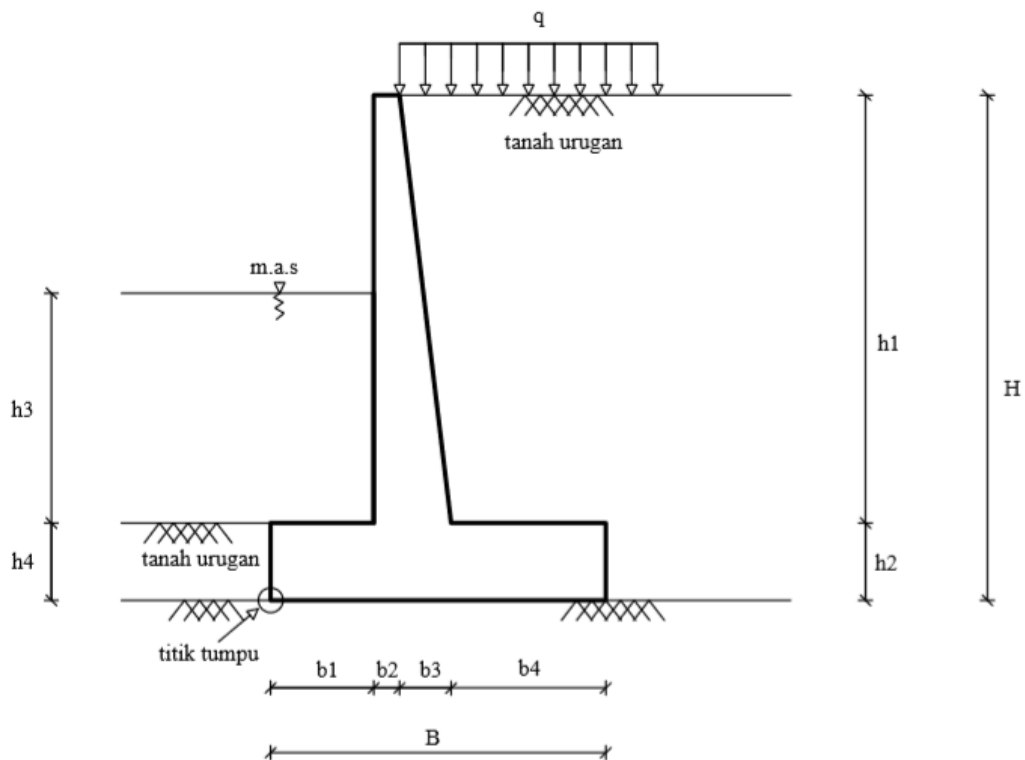 q
tanah urugan
m.a.s
h1
h3
H
tanah urugan
h4
h2
titik tumpu
b1
b2
b3
b4
B